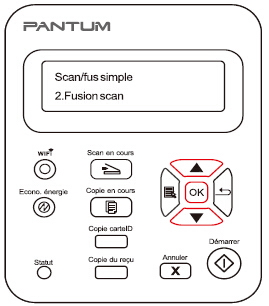 PANTUM
Scan/fus simple
2.Fusion scan
WiFi
Scan en cours
Econo. énergie
Copie en cours
OK
Copie carteID
Démarrer
Statut
Copie du reçu
Annuler
X